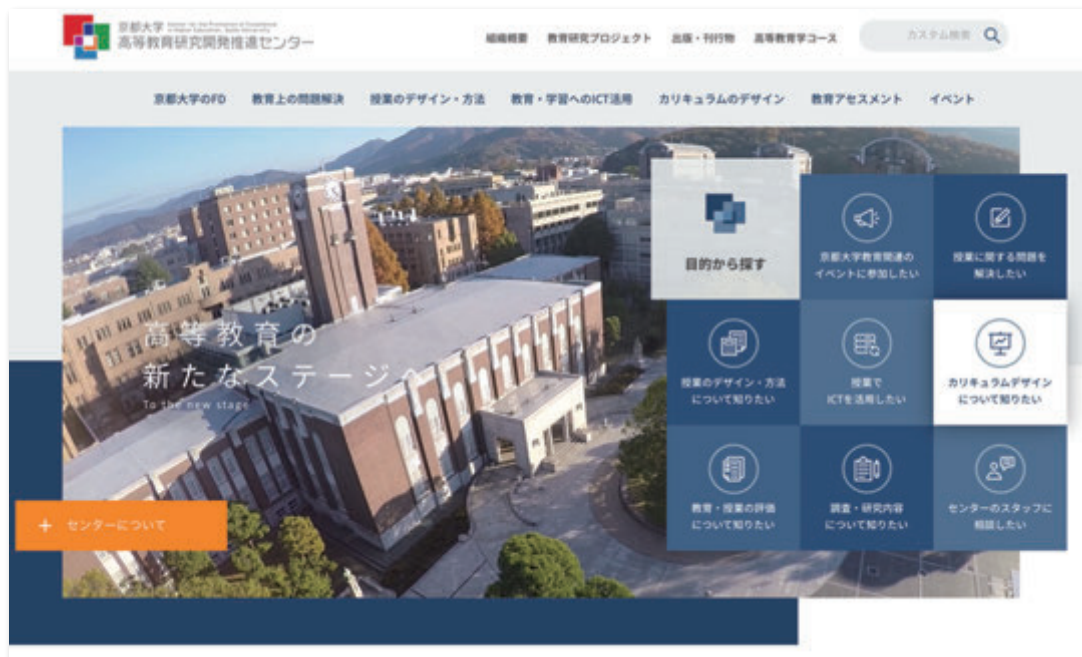 京都大学
高等教育研究開発推進センター
組織概要 教育研究プロジェクト 出版・刊行物 高等教育学コース カスタム検索
京都大学のFD 教育上の問題解決 授業のデザイン・方法 教育・学習へのICT活用 カリキュラムのデザイン 教育アセスメント イベント
目的から探す
京都大学教育関連の
イベントに参加したい
授業に関する問題を
解決したい
高等教育の
新たなステージへ
To the new stage
授業のデザイン・方法
について知りたい
授業で
ICTを活用したい
カリキュラムデザイン
について知りたい
教育・授業の評価
について知りたい
調査・研究内容
について知りたい
センターのスタッフに
相談したい
+ センターについて